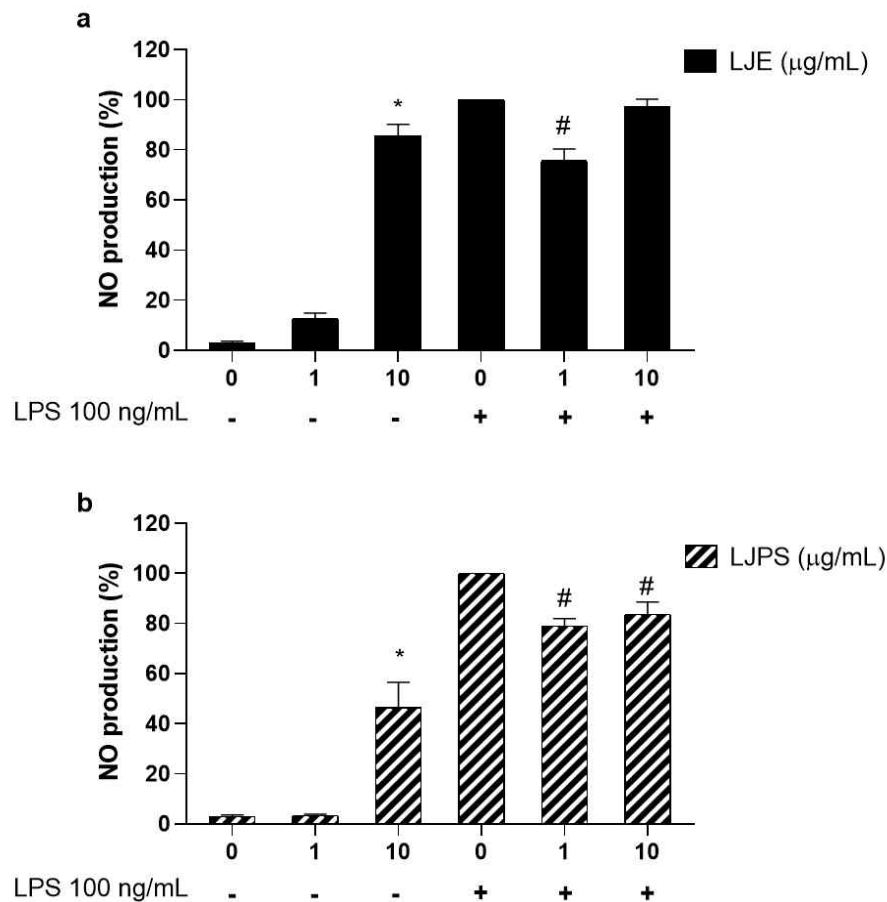 a
LJE (μg/mL)
NO production (%)
120
100
80
60
40
20
0
* # 
0 1 10 0 1 10
LPS 100 ng/mL - - - + + +
b
LJPS (μg/mL)
NO production (%)
120
100
80
60
40
20
0
* # #
0 1 10 0 1 10
LPS 100 ng/mL - - - + + +